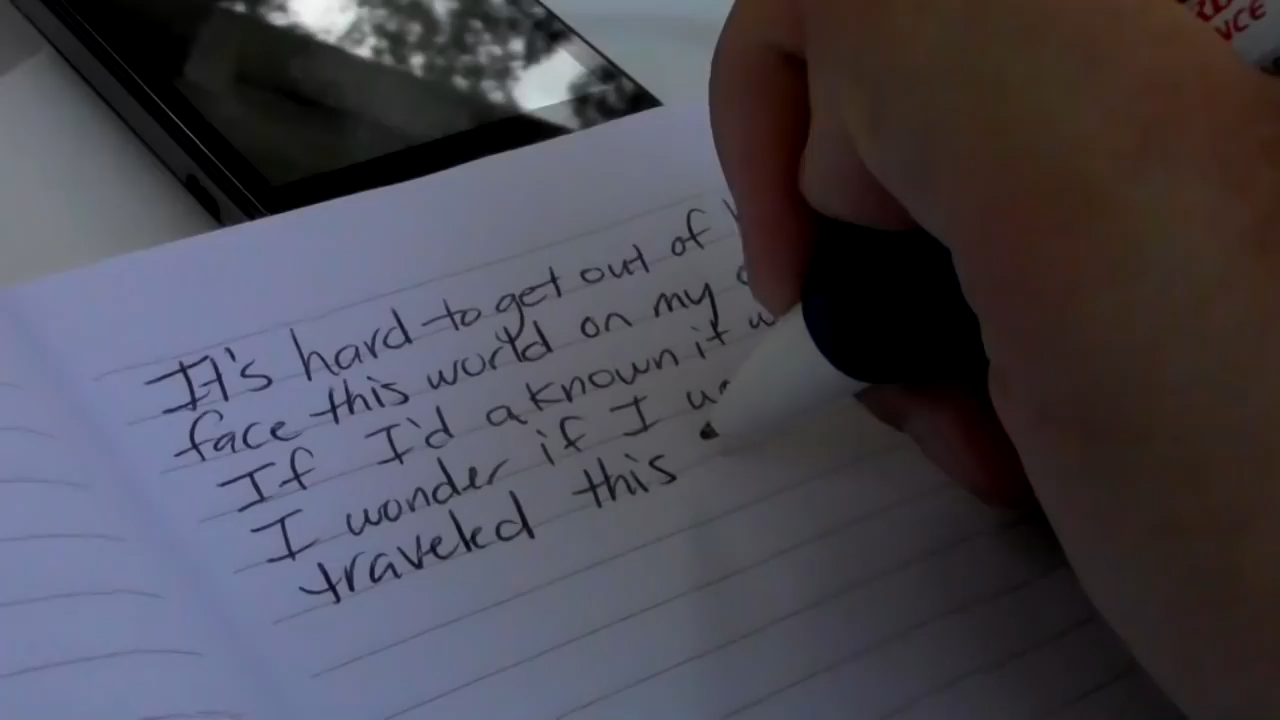 It's hard to get out of
face this world on my
If I'd a known it
I wonder if I
traveled this